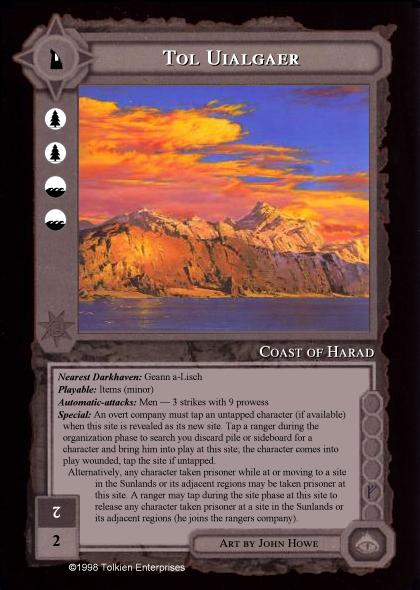 TOL UIALGAER
COAST OF HARAD
Nearest Darkhaven: Geann a-Lisch
Playable: Items (minor)
Automatic-attacks: Men — 3 strikes with 9 prowess
Special: An overt company must tap an untapped character (if available)
when this site is revealed as its new site. Tap a ranger during the
organization phase to search you discard pile or sideboard for a
character and bring him into play at this site; the character comes into
play wounded, tap the site if untapped.
Alternatively, any character taken prisoner while at or moving to a site
in the Sunlands or its adjacent regions may be taken prisoner at
this site. A ranger may tap during the site phase at this site to
release any character taken prisoner at a site in the Sunlands or
its adjacent regions (he joins the rangers company).
2
2
ART BY JOHN HOWE
©1998 Tolkien Enterprises